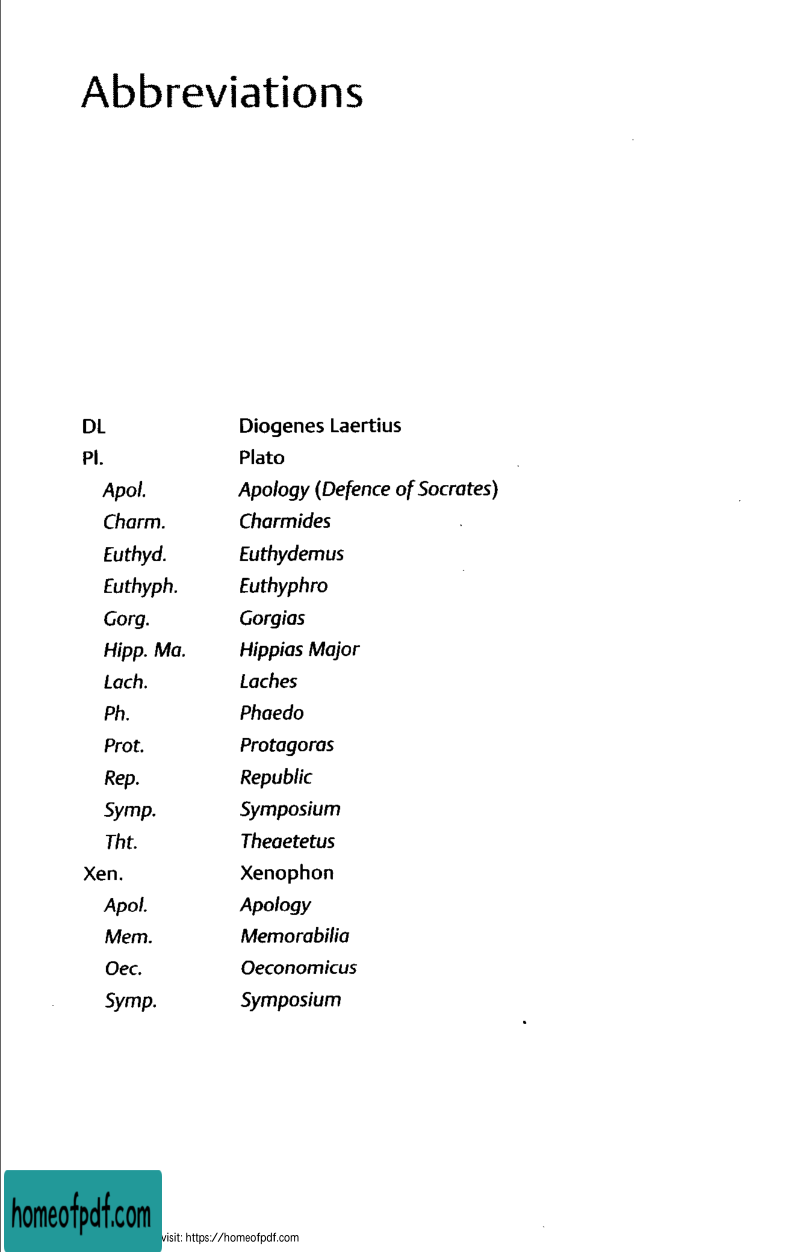 Abbreviations
DL Diogenes Laertius
Pl. Plato
Apol. Apology (Defence of Socrates)
Charm. Charmides
Euthyd. Euthydemus
Euthyph. Euthyphro
Gorg. Gorgias
Hipp. Ma. Hippias Major
Lach. Laches
Ph. Phaedo
Prot. Protagoras
Rep. Republic
Symp. Symposium
Tht. Theaetetus
Xen. Xenophon
Apol. Apology
Mem. Memorabilia
Oec. Oeconomicus
Symp. Symposium
homeofpdf.com
visit: https://homeofpdf.com